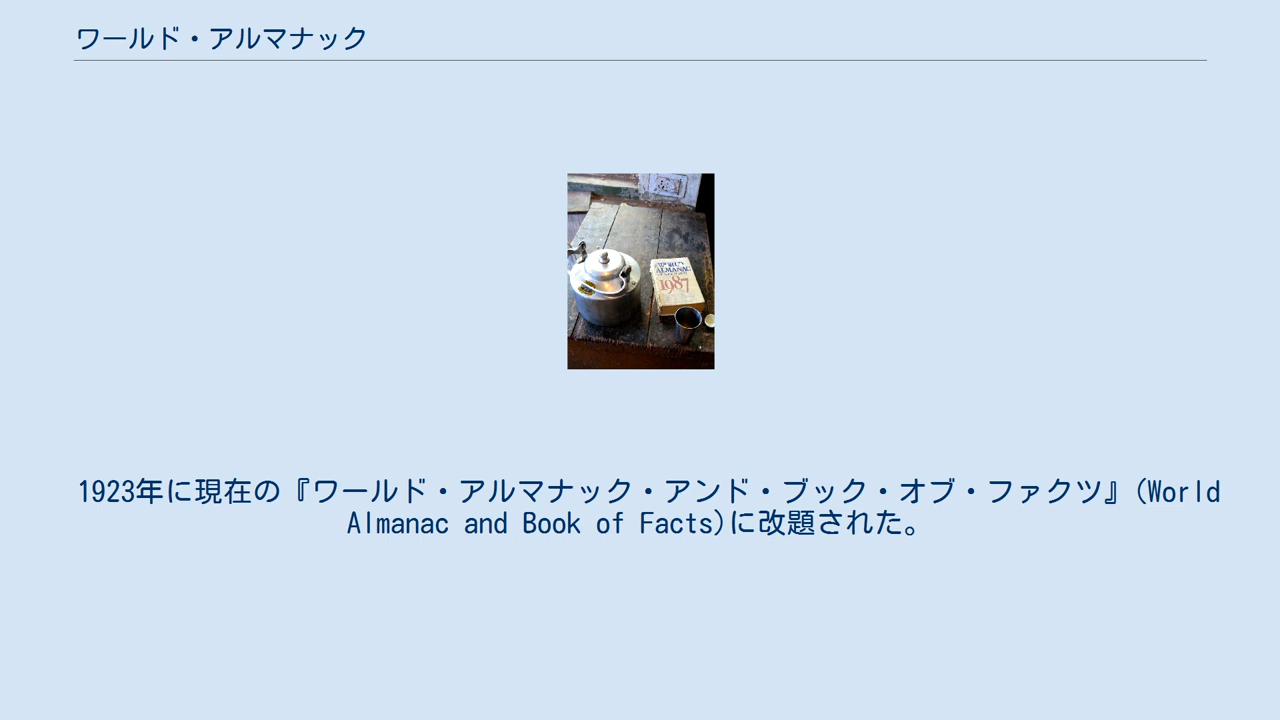 ワールド・アルマナック
ALMANAC
1987
1923年に現在の『ワールド・アルマナック・アンド・ブック・オブ・ファクツ』(World
Almanac and Book of Facts)に改題された。